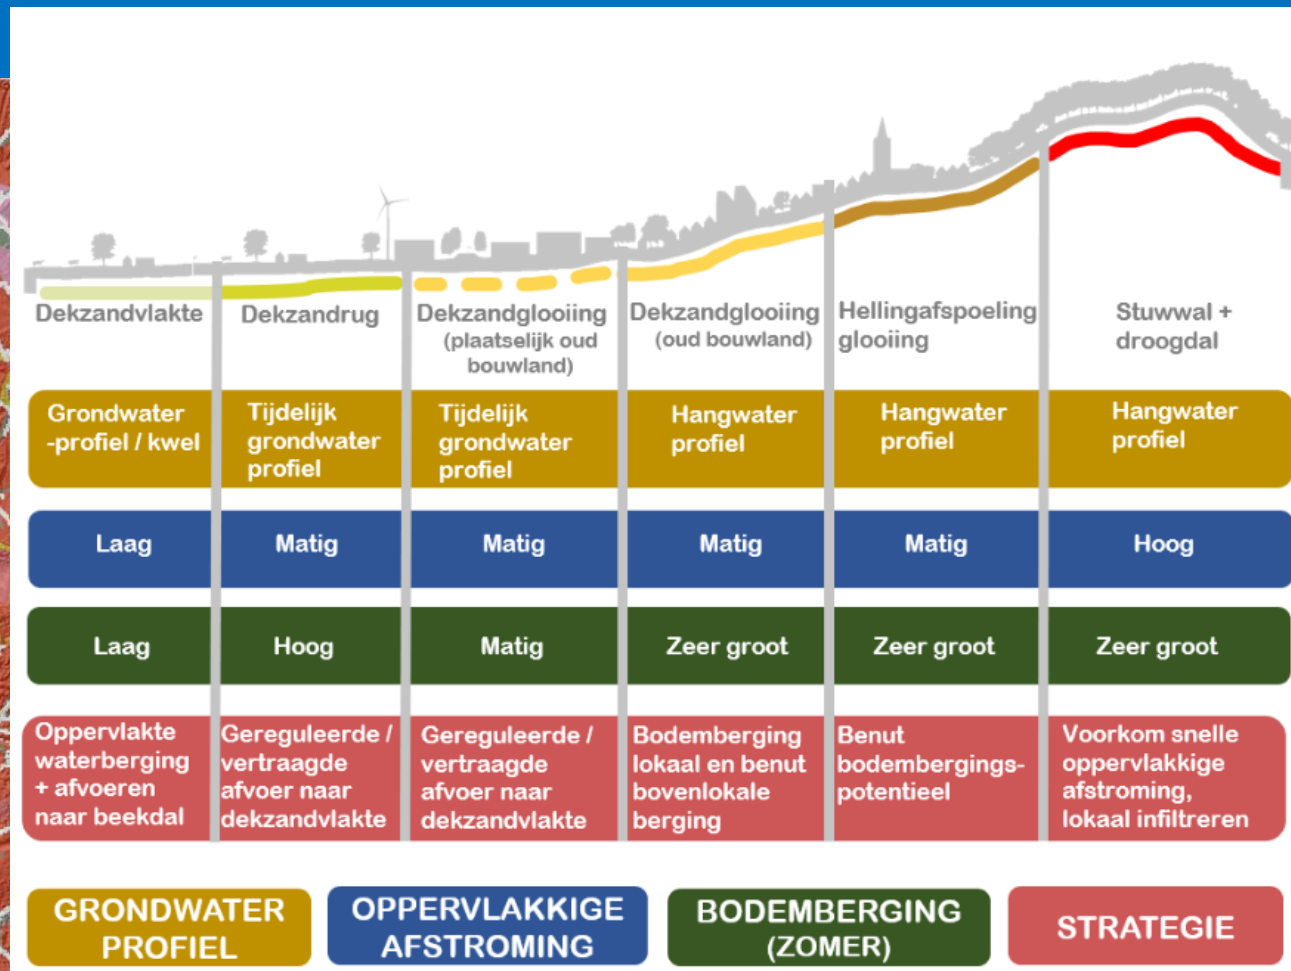 Dekzandvlakte
Dekzandrug
Dekzandglooiing
(plaatselijk oud
bouwland)
Dekzandglooiing
(oud bouwland)
Hellingafspoeling
glooiing
Stuwwal +
droogdal
Grondwater
-profiel / kwel
Tijdelijk
grondwater
profiel
Tijdelijk
grondwater
profiel
Hangwater
profiel
Hangwater
profiel
Hangwater
profiel
Laag
Matig
Matig
Matig
Matig
Hoog
Laag
Hoog
Matig
Zeer groot
Zeer groot
Zeer groot
Oppervlakte
waterberging
+ afvoeren
naar beekdal
Gereguleerde /
vertraagde
afvoer naar
dekzandvlakte
Gereguleerde /
vertraagde
afvoer naar
dekzandvlakte
Bodemberging
lokaal en benut
bovenlokale
berging
Benut
bodembergings-
potentieel
Voorkom snelle
oppervlakkige
afstroming,
lokaal infiltreren
GRONDWATER
PROFIEL
OPPERVLAKKIGE
AFSTROMING
BODEMBERGING
(ZOMER)
STRATEGIE